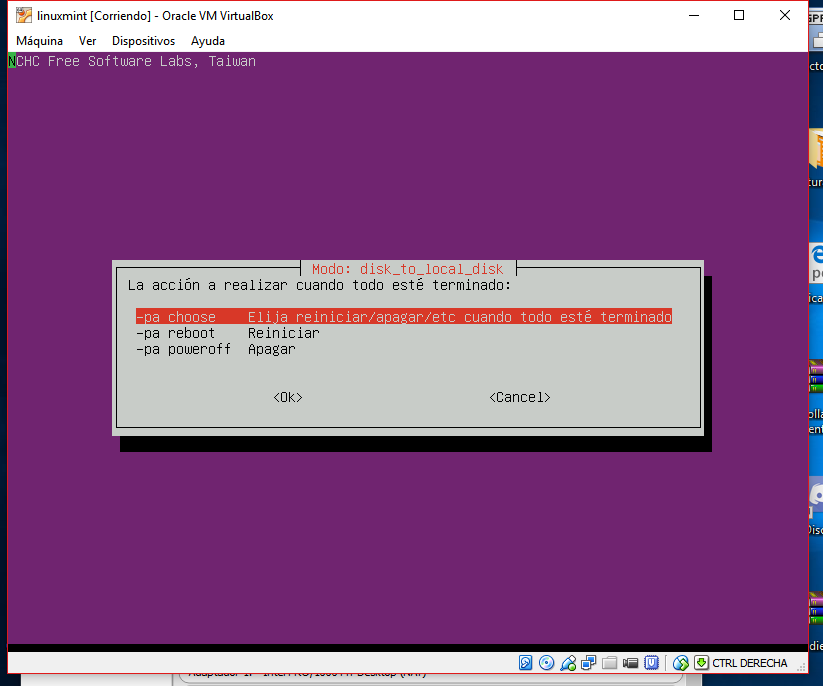 linuxmint [Corriendo] - Oracle VM VirtualBox
Máquina Ver Dispositivos Ayuda
NCHC Free Software Labs, Taiwan
Modo: disk_to_local_disk
La acción a realizar cuando todo esté terminado:
-pa choose Elija reiniciar/apagar/etc cuando todo esté terminado
-pa reboot Reiniciar
-pa poweroff Apagar
<Ok> <Cancel>
CTRL DERECHA